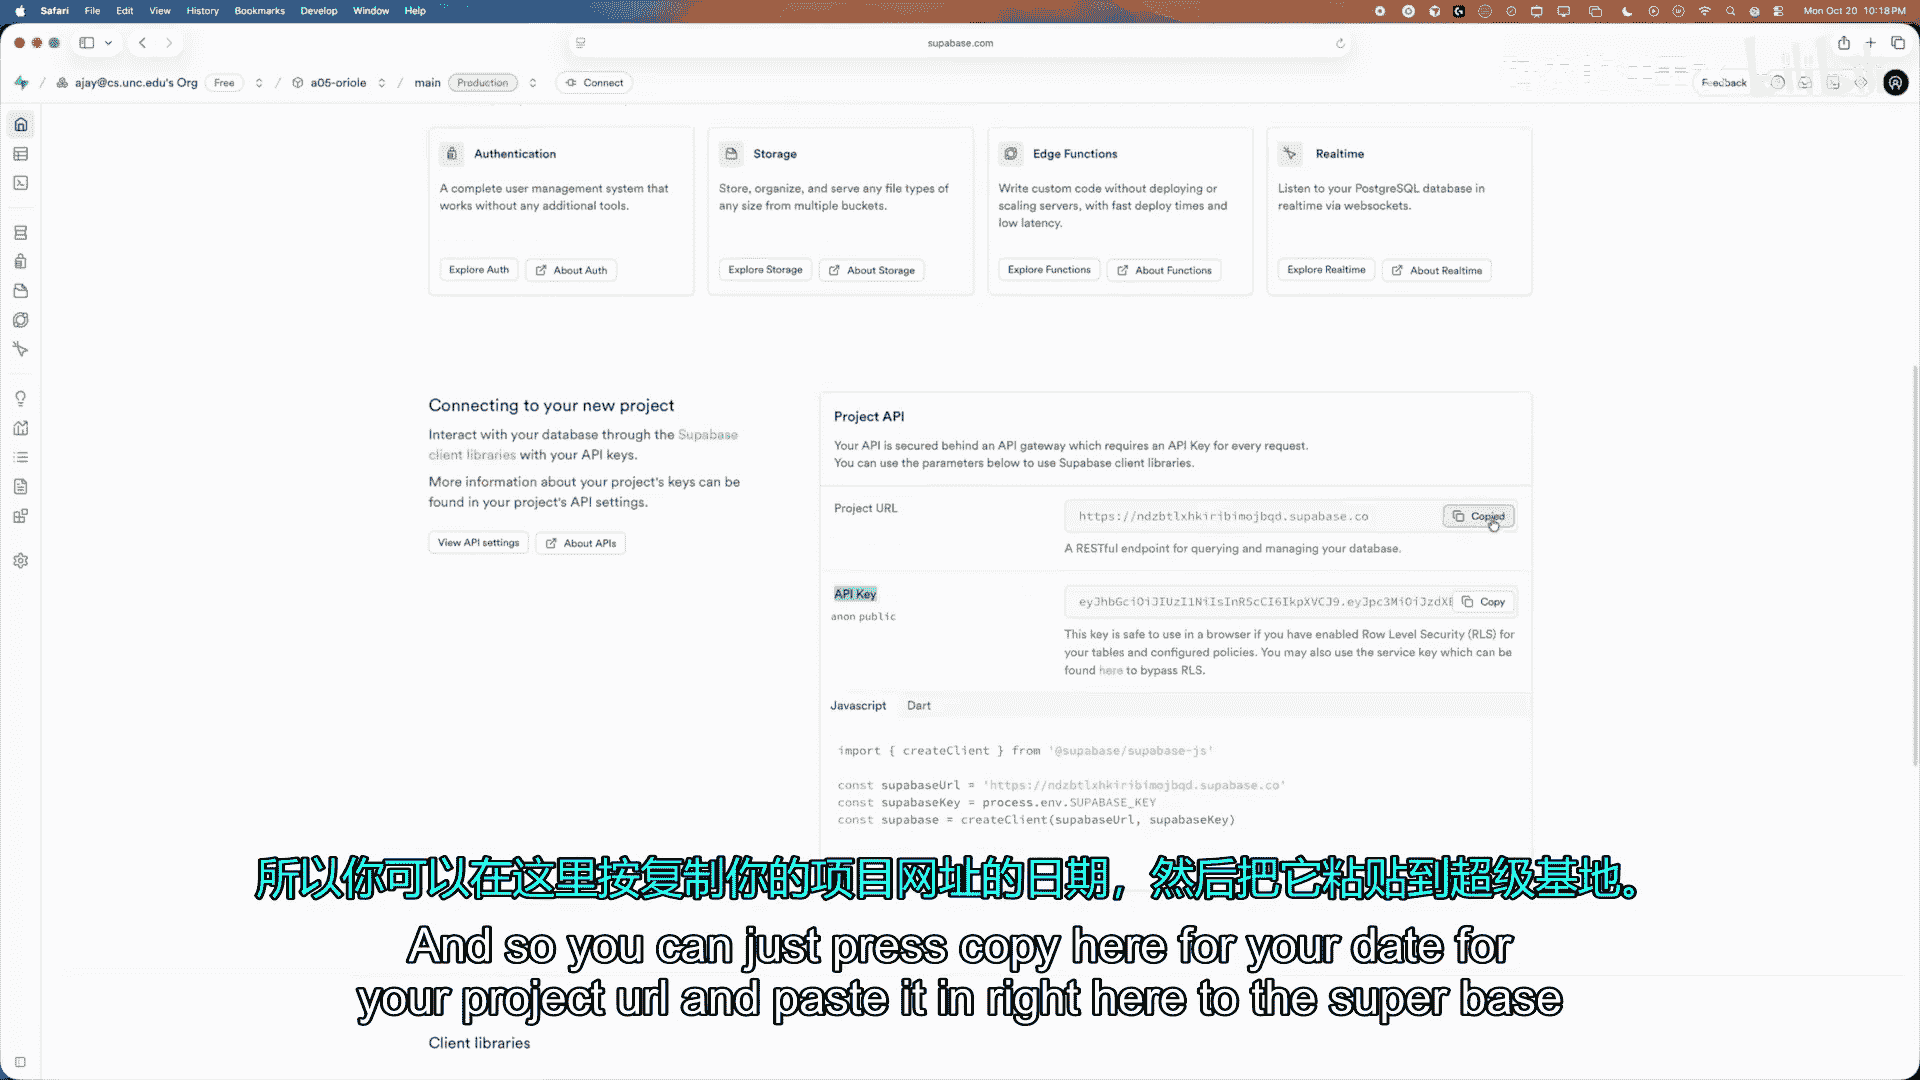 Safari File Edit View History Bookmarks Develop Window Help Mon Oct 20 10:18 PM
supabase.com
/ ajay@cs.unc.edu's Org Free / a05-oriole / main Production Connect Feedback
Authentication
A complete user management system that
works without any additional tools.
Explore Auth About Auth
Storage
Store, organize, and serve any file types of
any size from multiple buckets.
Explore Storage About Storage
Edge Functions
Write custom code without deploying or
scaling servers, with fast deploy times and
low latency.
Explore Functions About Functions
Realtime
Listen to your PostgreSQL database in
realtime via websockets.
Explore Realtime About Realtime
Connecting to your new project
Interact with your database through the Supabase
client libraries with your API keys.
More information about your project's keys can be
found in your project's API settings.
View API settings About APIs
Project API
Your API is secured behind an API gateway which requires an API Key for every request.
You can use the parameters below to use Supabase client libraries.
Project URL
https://ndzbtlxhkiribimojbqd.supabase.co Copied
A RESTful endpoint for querying and managing your database.
API Key
anon public
eyJhbGciOiJIUzI1NiIsInR5cCI6IkpXVCJ9.eyJpc3MiOiJzdXB Copy
This key is safe to use in a browser if you have enabled Row Level Security (RLS) for
your tables and configured policies. You may also use the service key which can be
found here to bypass RLS.
Javascript Dart
import { createClient } from '@supabase/supabase-js'
const supabaseUrl = 'https://ndzbtlxhkiribimojbqd.supabase.co'
const supabaseKey = process.env.SUPABASE_KEY
const supabase = createClient(supabaseUrl, supabaseKey)
所以你可以在这里按复制你的项目网址的日期，然后把它粘贴到超级基地。
And so you can just press copy here for your date for
your project url and paste it in right here to the super base
Client libraries